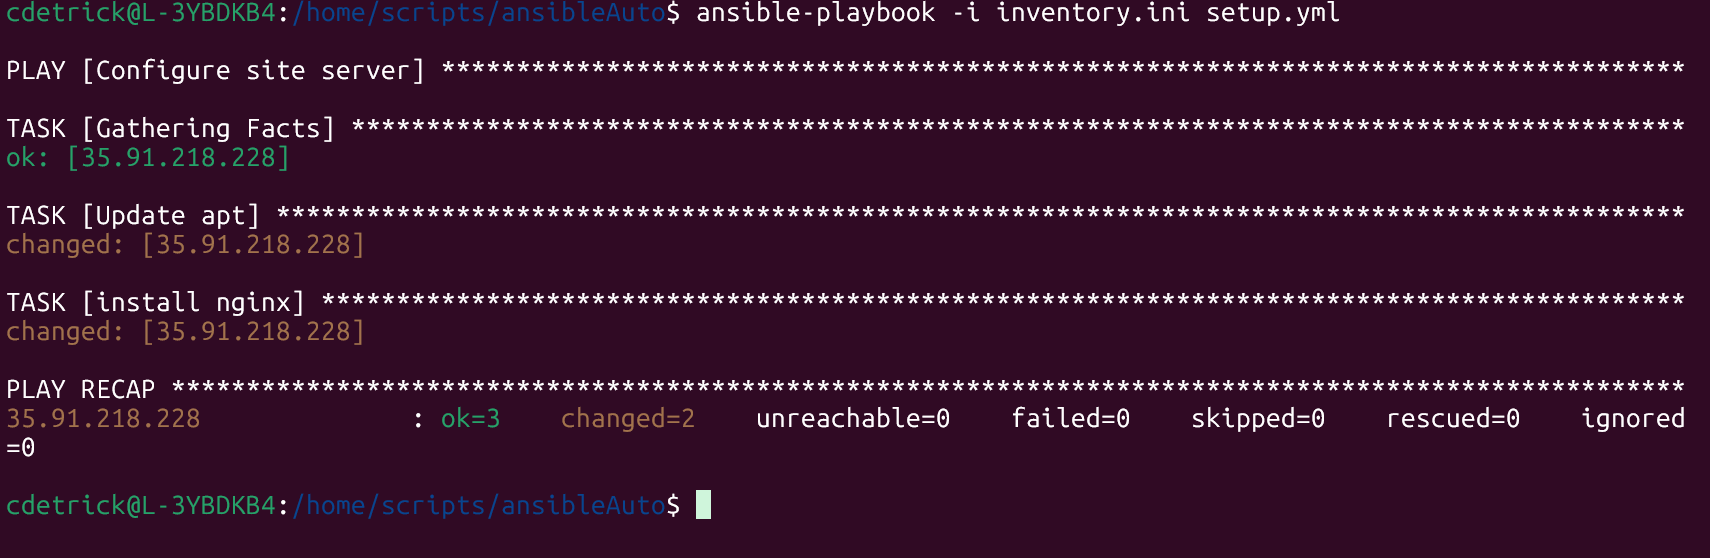 cdetrick@L-3YBDKB4:/home/scripts/ansibleAuto$ ansible-playbook -i inventory.ini setup.yml
PLAY [Configure site server] ***********************************************************************************
TASK [Gathering Facts] *****************************************************************************************
ok: [35.91.218.228]
TASK [Update apt] **********************************************************************************************
changed: [35.91.218.228]
TASK [install nginx] *******************************************************************************************
changed: [35.91.218.228]
PLAY RECAP *****************************************************************************************************
35.91.218.228              : ok=3    changed=2    unreachable=0    failed=0    skipped=0    rescued=0    ignored
=0
cdetrick@L-3YBDKB4:/home/scripts/ansibleAuto$